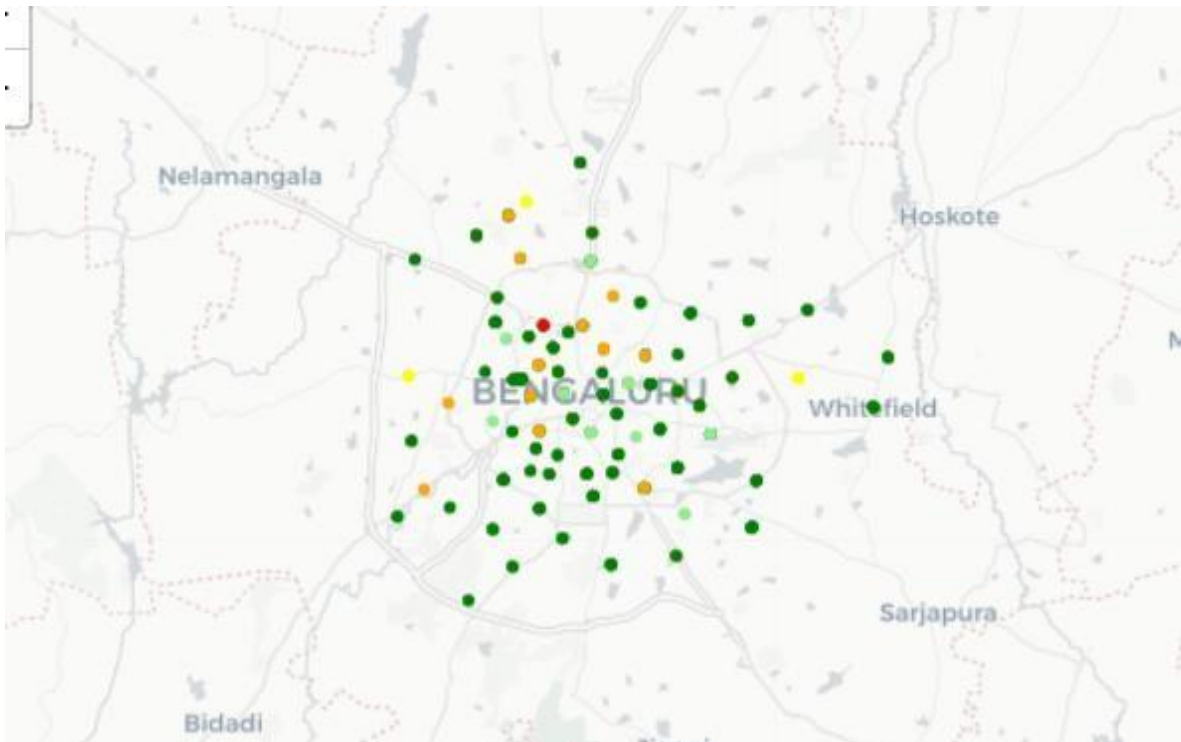 Nelamangala
Hoskote
BENGALURU
Whitefield
Sarjapura
Bidadi